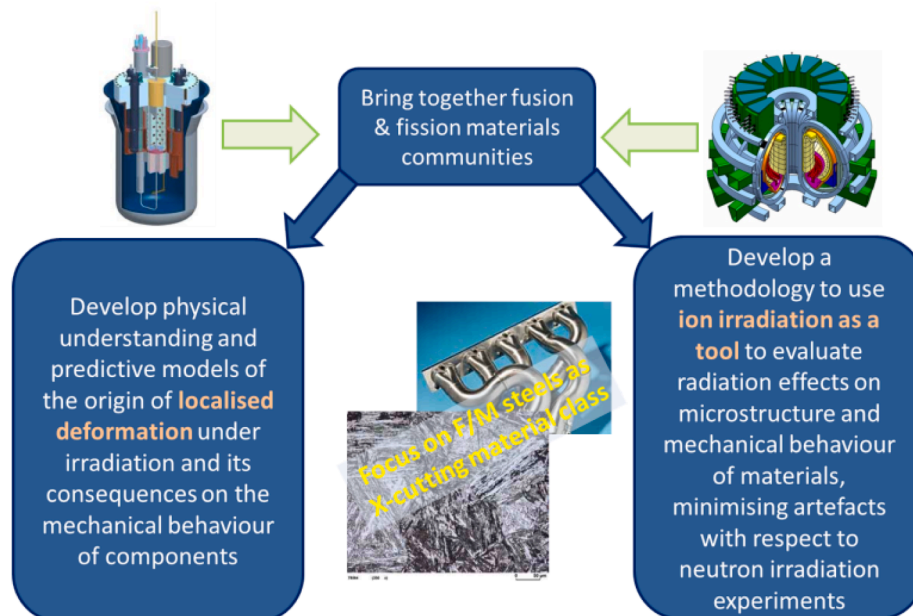 Bring together fusion
& fission materials
communities
Develop physical
understanding and
predictive models of
the origin of localised
deformation under
irradiation and its
consequences on the
mechanical behaviour
of components
Focus on F/M steels as
X-cutting material class
Develop a
methodology to use
ion irradiation as a
tool to evaluate
radiation effects on
microstructure and
mechanical behaviour
of materials,
minimising artefacts
with respect to
neutron irradiation
experiments